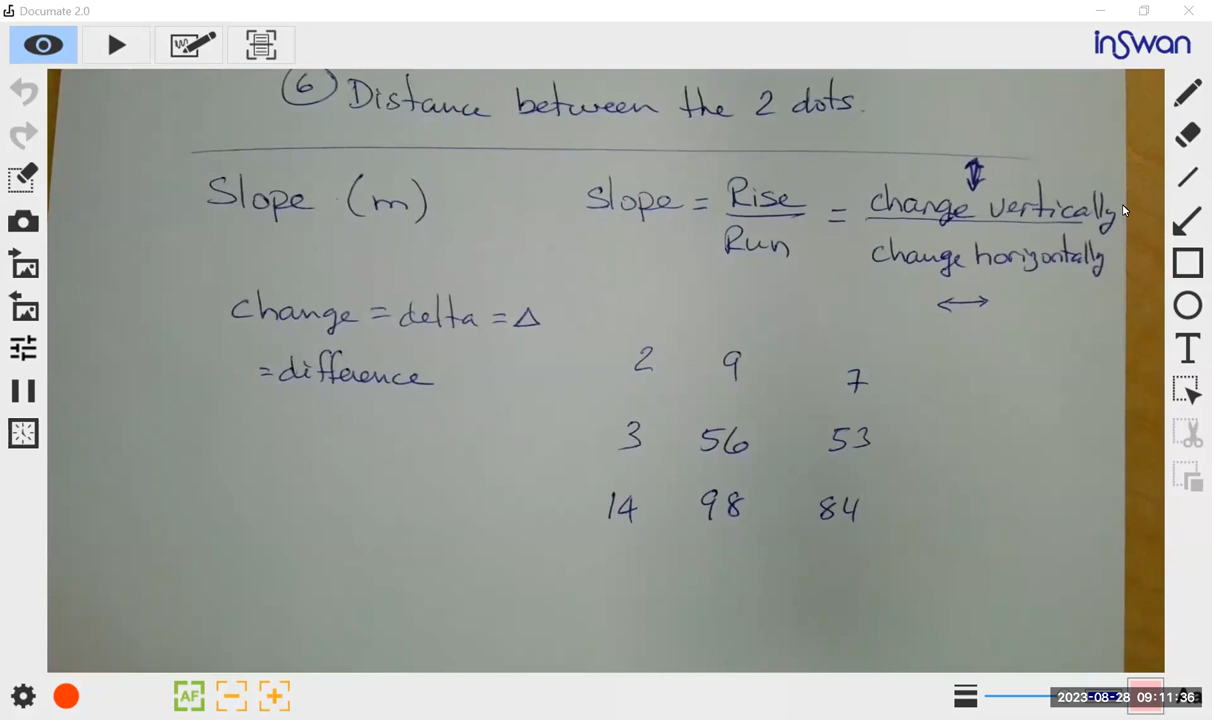 Documate 2.0
inSwan
⑥ Distance between the 2 dots.
Slope (m)
slope = Rise / Run = change vertically / change horizontally
↕
↔
change = delta = Δ
= difference
2 9 7
3 56 53
14 98 84
T
AF
2023-08-28 09:11:36